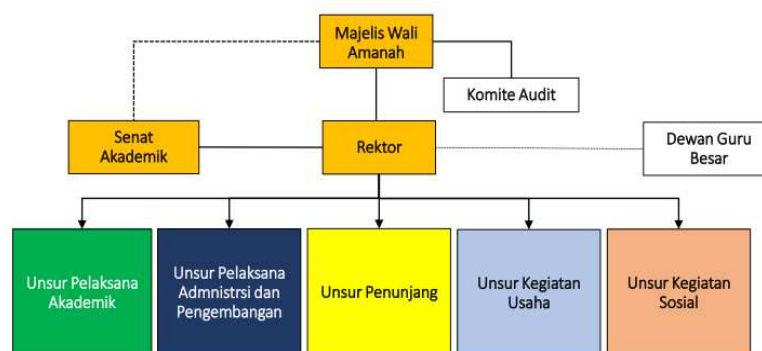 Majelis Wali
Amanah
Komite Audit
Senat
Akademik
Rektor
Dewan Guru
Besar
Unsur Pelaksana
Akademik
Unsur Pelaksana
Admnistrsi dan
Pengembangan
Unsur Penunjang
Unsur Kegiatan
Usaha
Unsur Kegiatan
Sosial